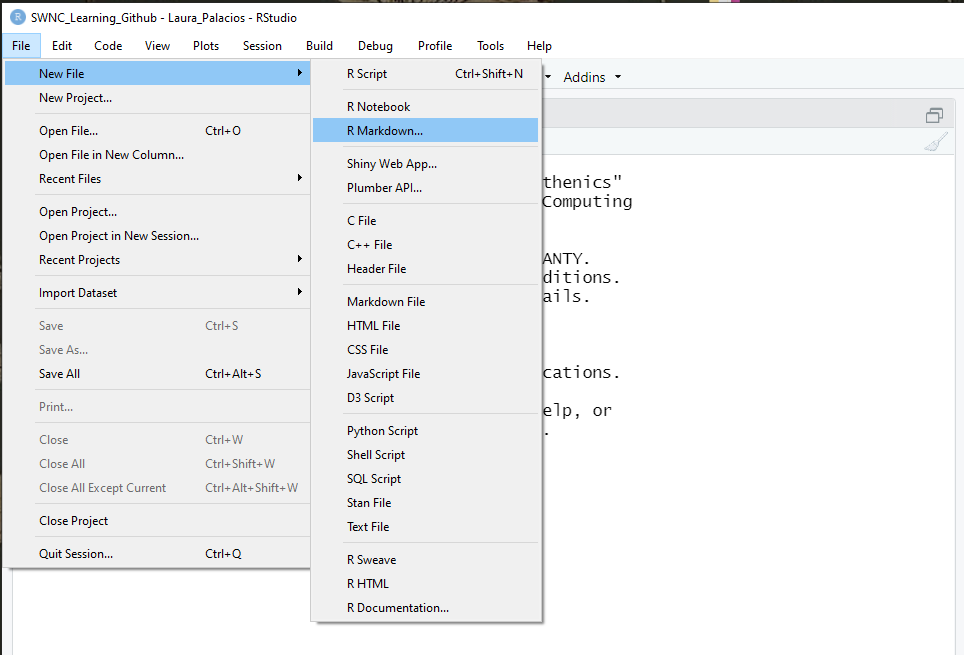 SWNC_Learning_Github - Laura_Palacios - RStudio
File Edit Code View Plots Session Build Debug Profile Tools Help
Addins
New File
New Project...
Open File... Ctrl+O
Open File in New Column...
Recent Files
Open Project...
Open Project in New Session...
Recent Projects
Import Dataset
Save Ctrl+S
Save As...
Save All Ctrl+Alt+S
Print...
Close Ctrl+W
Close All Ctrl+Shift+W
Close All Except Current Ctrl+Alt+Shift+W
Close Project
Quit Session... Ctrl+Q
R Script Ctrl+Shift+N
R Notebook
R Markdown...
Shiny Web App...
Plumber API...
C File
C++ File
Header File
Markdown File
HTML File
CSS File
JavaScript File
D3 Script
Python Script
Shell Script
SQL Script
Stan File
Text File
R Sweave
R HTML
R Documentation...
thenics"
Computing
ANTY.
ditions.
ails.
cations.
elp, or
.